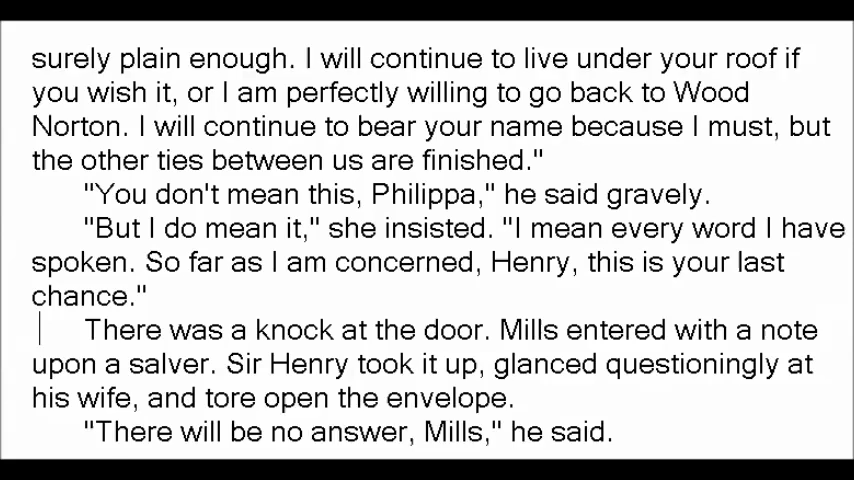 surely plain enough. I will continue to live under your roof if
you wish it, or I am perfectly willing to go back to Wood
Norton. I will continue to bear your name because I must, but
the other ties between us are finished."
"You don't mean this, Philippa," he said gravely.
"But I do mean it," she insisted. "I mean every word I have
spoken. So far as I am concerned, Henry, this is your last
chance."
There was a knock at the door. Mills entered with a note
upon a salver. Sir Henry took it up, glanced questioningly at
his wife, and tore open the envelope.
"There will be no answer, Mills," he said.